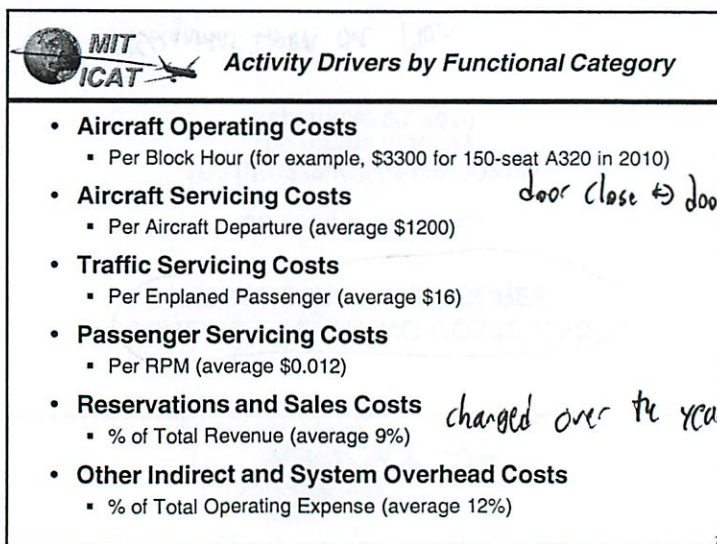 MIT
ICAT
Activity Drivers by Functional Category
• Aircraft Operating Costs
▪ Per Block Hour (for example, $3300 for 150-seat A320 in 2010)
door close ↔
• Aircraft Servicing Costs
▪ Per Aircraft Departure (average $1200)
• Traffic Servicing Costs
▪ Per Enplaned Passenger (average $16)
• Passenger Servicing Costs
▪ Per RPM (average $0.012)
• Reservations and Sales Costs changed over the
▪ % of Total Revenue (average 9%)
• Other Indirect and System Overhead Costs
▪ % of Total Operating Expense (average 12%)